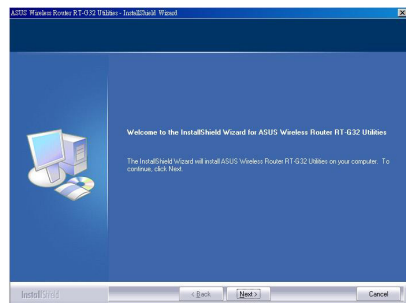 ASUS Wireless Router RT-G32 Utilities - InstallShield Wizard
Welcome to the InstallShield Wizard for ASUS Wireless Router RT-G32 Utilities
The InstallShield Wizard will install ASUS Wireless Router RT-G32 Utilities on your computer. To
continue, click Next.
InstallShield
< Back
Next >
Cancel